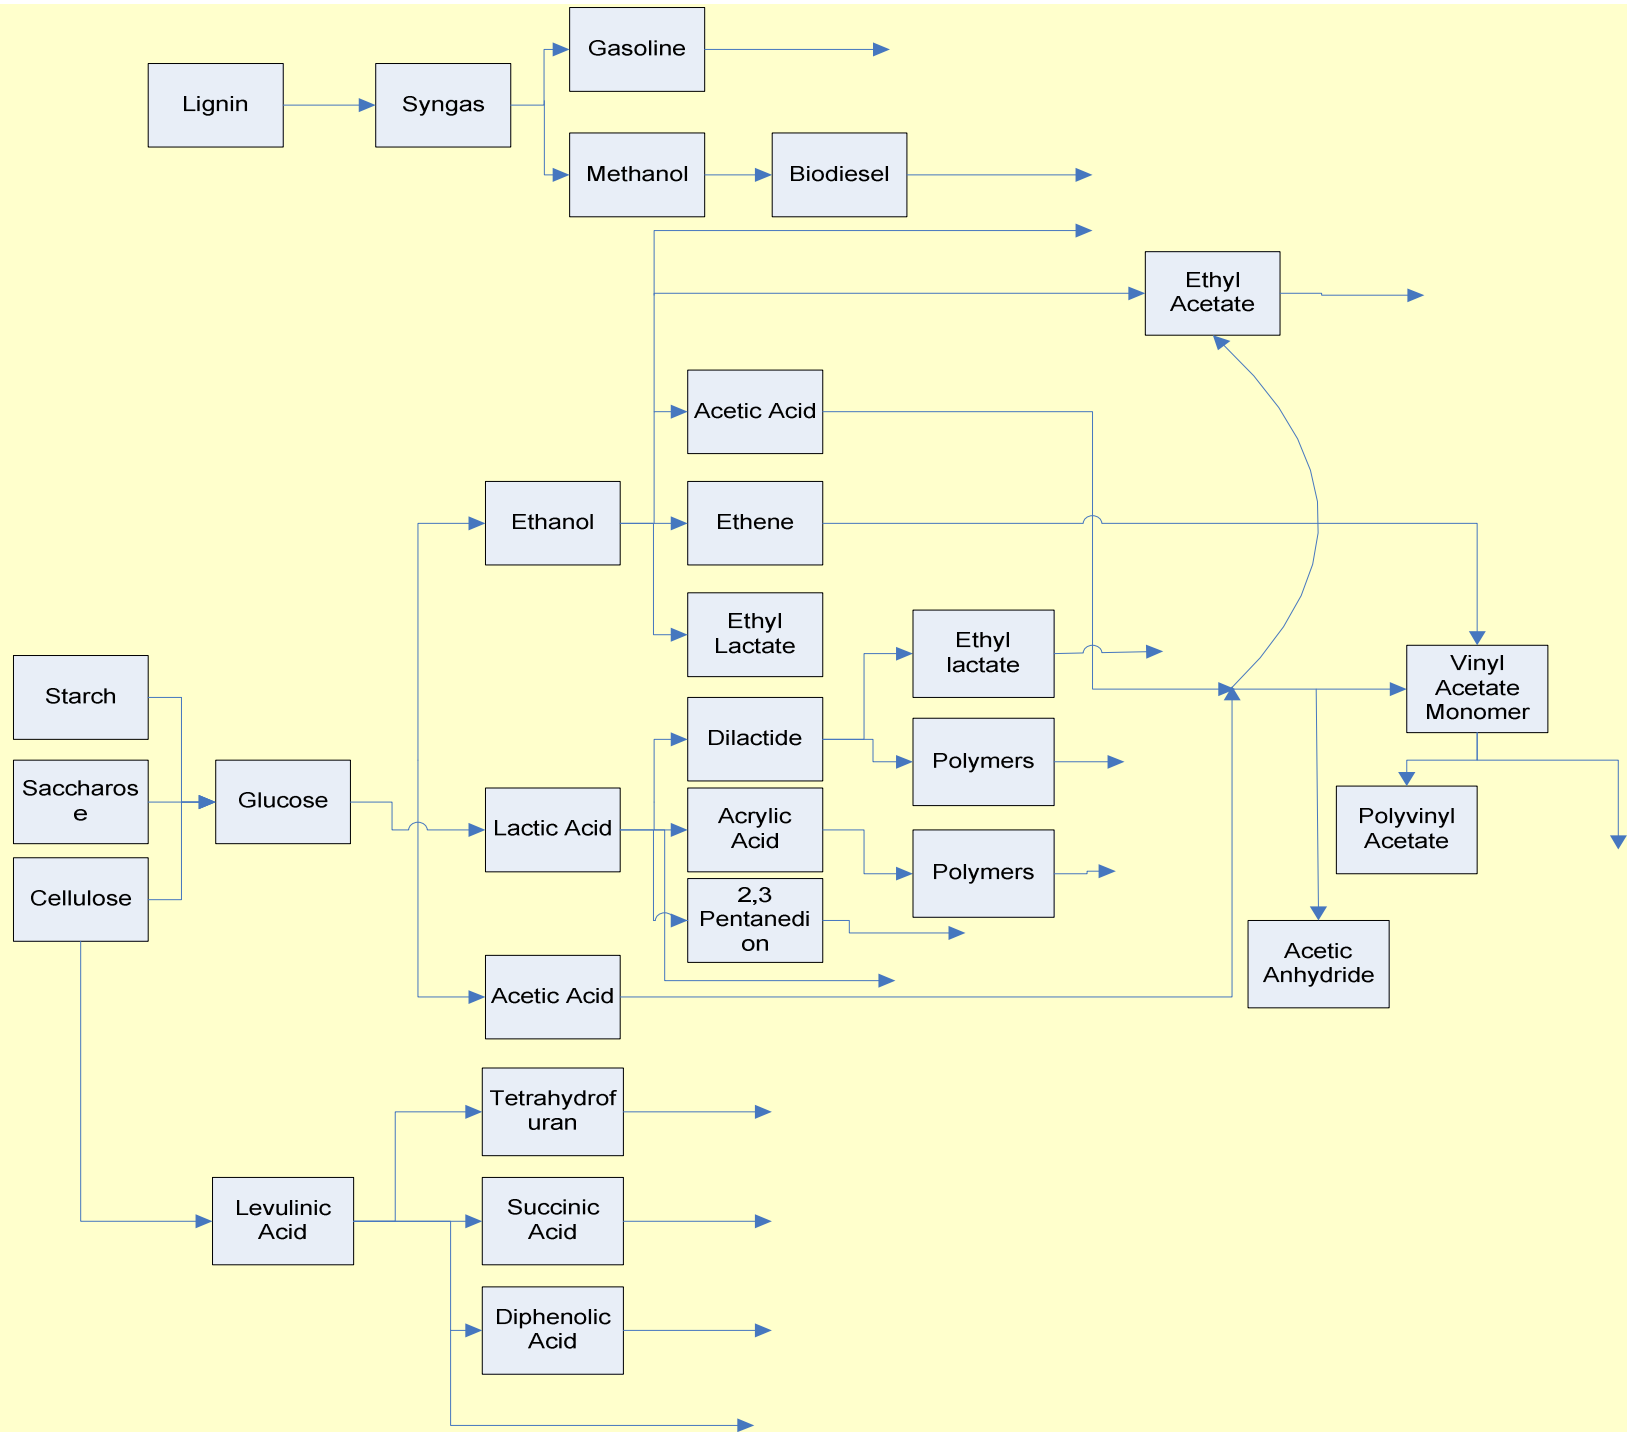 Gasoline
Lignin
Syngas
Methanol
Biodiesel
Ethyl
Acetate
Acetic Acid
Ethanol
Ethene
Ethyl
Lactate
Ethyl
lactate
Vinyl
Acetate
Monomer
Starch
Dilactide
Polymers
Saccharos
e
Glucose
Lactic Acid
Acrylic
Acid
Polyvinyl
Acetate
Cellulose
Polymers
2,3
Pentanedi
on
Acetic
Anhydride
Acetic Acid
Tetrahydrof
uran
Levulinic
Acid
Succinic
Acid
Diphenolic
Acid